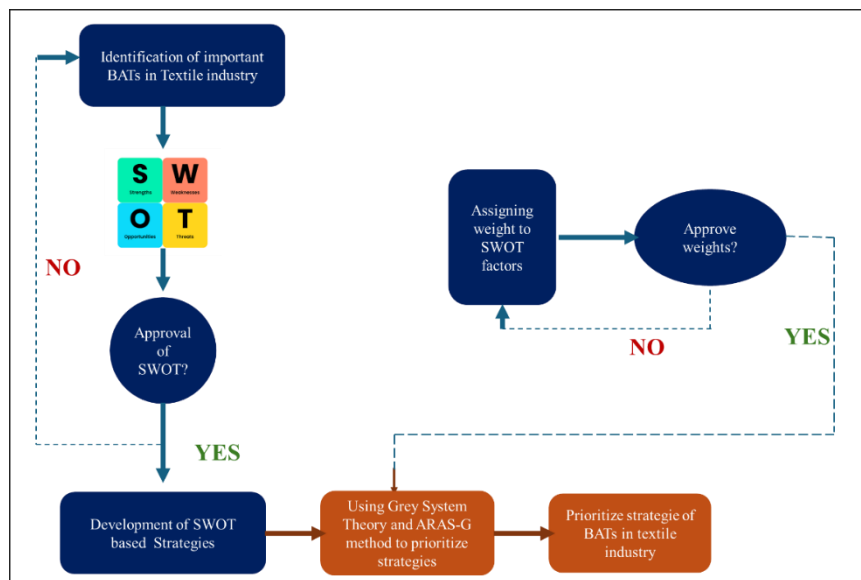 Identification of important
BATs in Textile industry
S
Strengths
W
Weaknesses
O
Opportunities
T
Threats
NO
Approval
of
SWOT?
YES
Development of SWOT
based Strategies
Assigning
weight to
SWOT
factors
Approve
weights?
NO
YES
Using Grey System
Theory and ARAS-G
method to prioritize
strategies
Prioritize strategie of
BATs in textile
industry